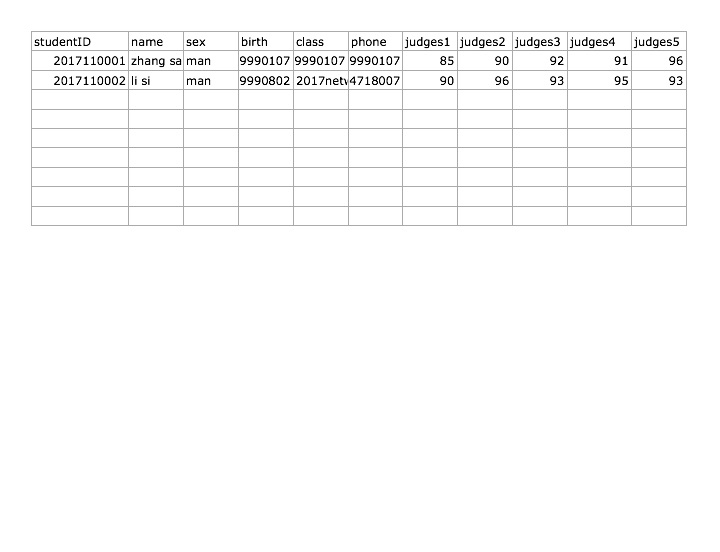 studentID name sex birth class phone judges1 judges2 judges3 judges4 judges5
2017110001 zhang sa man 9990107 9990107 9990107 85 90 92 91 96
2017110002 li si man 9990802 2017netv 4718007 90 96 93 95 93